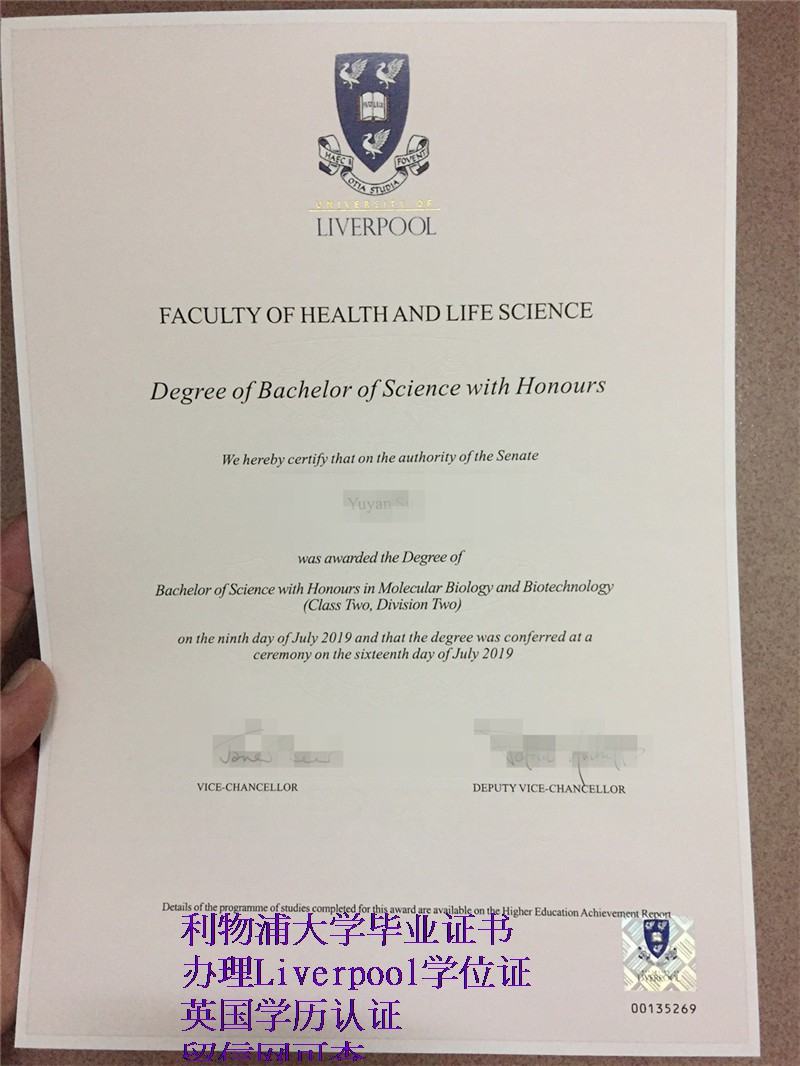 HAEC OTIA STUDIA FOVENT
UNIVERSITY OF
LIVERPOOL
FACULTY OF HEALTH AND LIFE SCIENCE
Degree of Bachelor of Science with Honours
We hereby certify that on the authority of the Senate
Yuyan
was awarded the Degree of
Bachelor of Science with Honours in Molecular Biology and Biotechnology
(Class Two, Division Two)
on the ninth day of July 2019 and that the degree was conferred at a
ceremony on the sixteenth day of July 2019
VICE-CHANCELLOR DEPUTY VICE-CHANCELLOR
Details of the programme of studies completed for this award are available on the Higher Education Achievement Report
利物浦大学毕业证书
办理Liverpool学位证
英国学历认证
留信网可查
LIVERPOOL
00135269